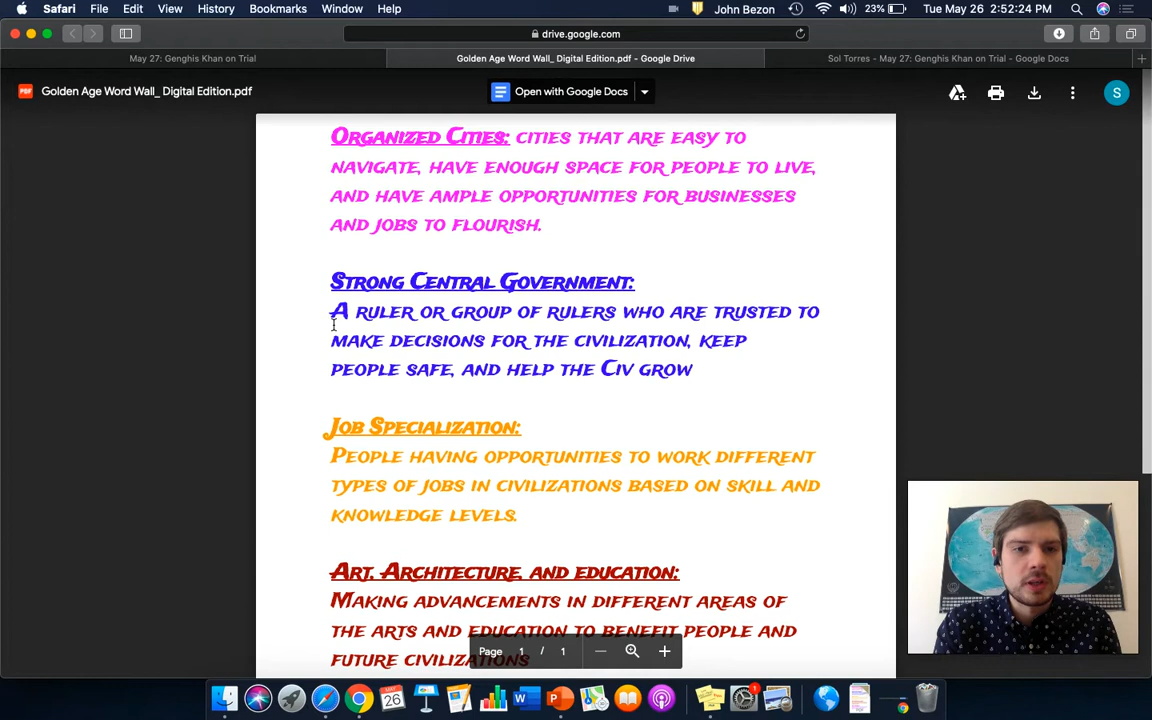 Safari File Edit View History Bookmarks Window Help John Bezon 23% Tue May 26 2:52:24 PM
drive.google.com
May 27: Genghis Khan on Trial Golden Age Word Wall_ Digital Edition.pdf - Google Drive Sol Torres - May 27: Genghis Khan on Trial - Google Docs
PDF Golden Age Word Wall_ Digital Edition.pdf Open with Google Docs S
Organized Cities: cities that are easy to
navigate, have enough space for people to live,
and have ample opportunities for businesses
and jobs to flourish.
Strong Central Government:
A ruler or group of rulers who are trusted to
make decisions for the civilization, keep
people safe, and help the Civ grow
Job Specialization:
People having opportunities to work different
types of jobs in civilizations based on skill and
knowledge levels.
Art, Architecture, and education:
Making advancements in different areas of
the arts and education to benefit people and
future civilizations
Page 1 / 1